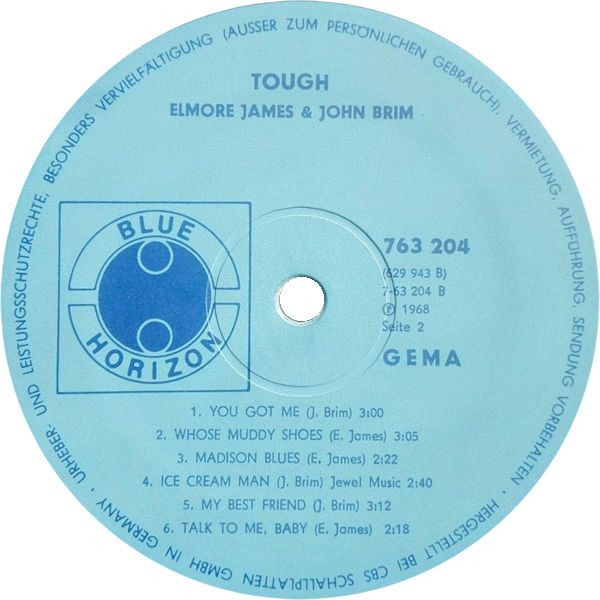 URHEBER- UND LEISTUNGSSCHUTZRECHTE, BESONDERS VERVIELFÄLTIGUNG (AUSSER ZUM PERSÖNLICHEN GEBRAUCH), VERMIETUNG, AUFFÜHRUNG, SENDUNG VORBEHALTEN · HERGESTELLT BEI CBS SCHALLPLATTEN GMBH IN GERMANY ·
TOUGH
ELMORE JAMES & JOHN BRIM
BLUE
HORIZON
763 204
(629 943 B)
7-63 204 B
℗ 1968
Seite 2
GEMA
1. YOU GOT ME (J. Brim) 3:00
2. WHOSE MUDDY SHOES (E. James) 3:05
3. MADISON BLUES (E. James) 2:22
4. ICE CREAM MAN (J. Brim) Jewel Music 2:40
5. MY BEST FRIEND (J. Brim) 3:12
6. TALK TO ME, BABY (E. James) 2:18